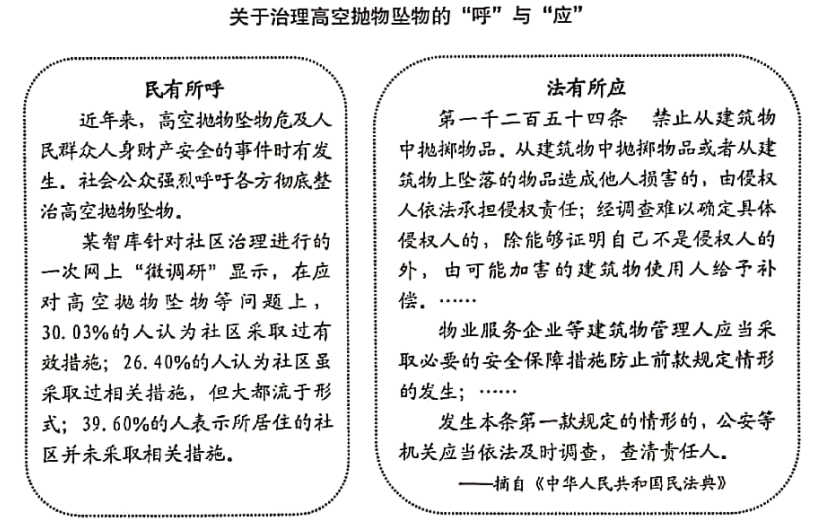 关于治理高空抛物坠物的“呼”与“应”
民有所呼
近年来，高空抛物坠物危及人
民群众人身财产安全的事件时有发
生。社会公众强烈呼吁各方彻底整
治高空抛物坠物。
某智库针对社区治理进行的
一次网上“微调研”显示，在应
对高空抛物坠物等问题上，
30.03%的人认为社区采取过有
效措施；26.40%的人认为社区虽
采取过相关措施，但大都流于形
式；39.60%的人表示所居住的社
区并未采取相关措施。
法有所应
第一千二百五十四条　禁止从建筑物
中抛掷物品。从建筑物中抛掷物品或者从建
筑物上坠落的物品造成他人损害的，由侵权
人依法承担侵权责任；经调查难以确定具体
侵权人的，除能够证明自己不是侵权人的
外，由可能加害的建筑物使用人给予补
偿。……
物业服务企业等建筑物管理人应当采
取必要的安全保障措施防止前款规定情形
的发生；……
发生本条第一款规定的情形的，公安等
机关应当依法及时调查，查清责任人。
——摘自《中华人民共和国民法典》